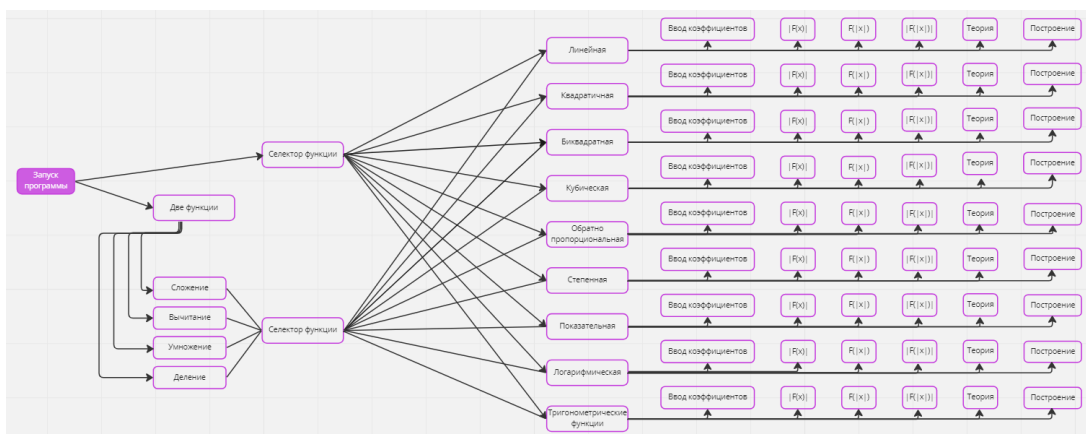 Запуск
программы
Селектор функции
Две функции
Сложение
Вычитание
Умножение
Деление
Селектор функции
Линейная
Ввод коэффициентов
|F(x)|
F(|x|)
|F(|x|)|
Теория
Построение
Квадратичная
Ввод коэффициентов
|F(x)|
F(|x|)
|F(|x|)|
Теория
Построение
Биквадратная
Ввод коэффициентов
|F(x)|
F(|x|)
|F(|x|)|
Теория
Построение
Кубическая
Ввод коэффициентов
|F(x)|
F(|x|)
|F(|x|)|
Теория
Построение
Обратно
пропорциональная
Ввод коэффициентов
|F(x)|
F(|x|)
|F(|x|)|
Теория
Построение
Степенная
Ввод коэффициентов
|F(x)|
F(|x|)
|F(|x|)|
Теория
Построение
Показательная
Ввод коэффициентов
|F(x)|
F(|x|)
|F(|x|)|
Теория
Построение
Логарифмическая
Ввод коэффициентов
|F(x)|
F(|x|)
|F(|x|)|
Теория
Построение
Тригонометрические
функции
Ввод коэффициентов
|F(x)|
F(|x|)
|F(|x|)|
Теория
Построение